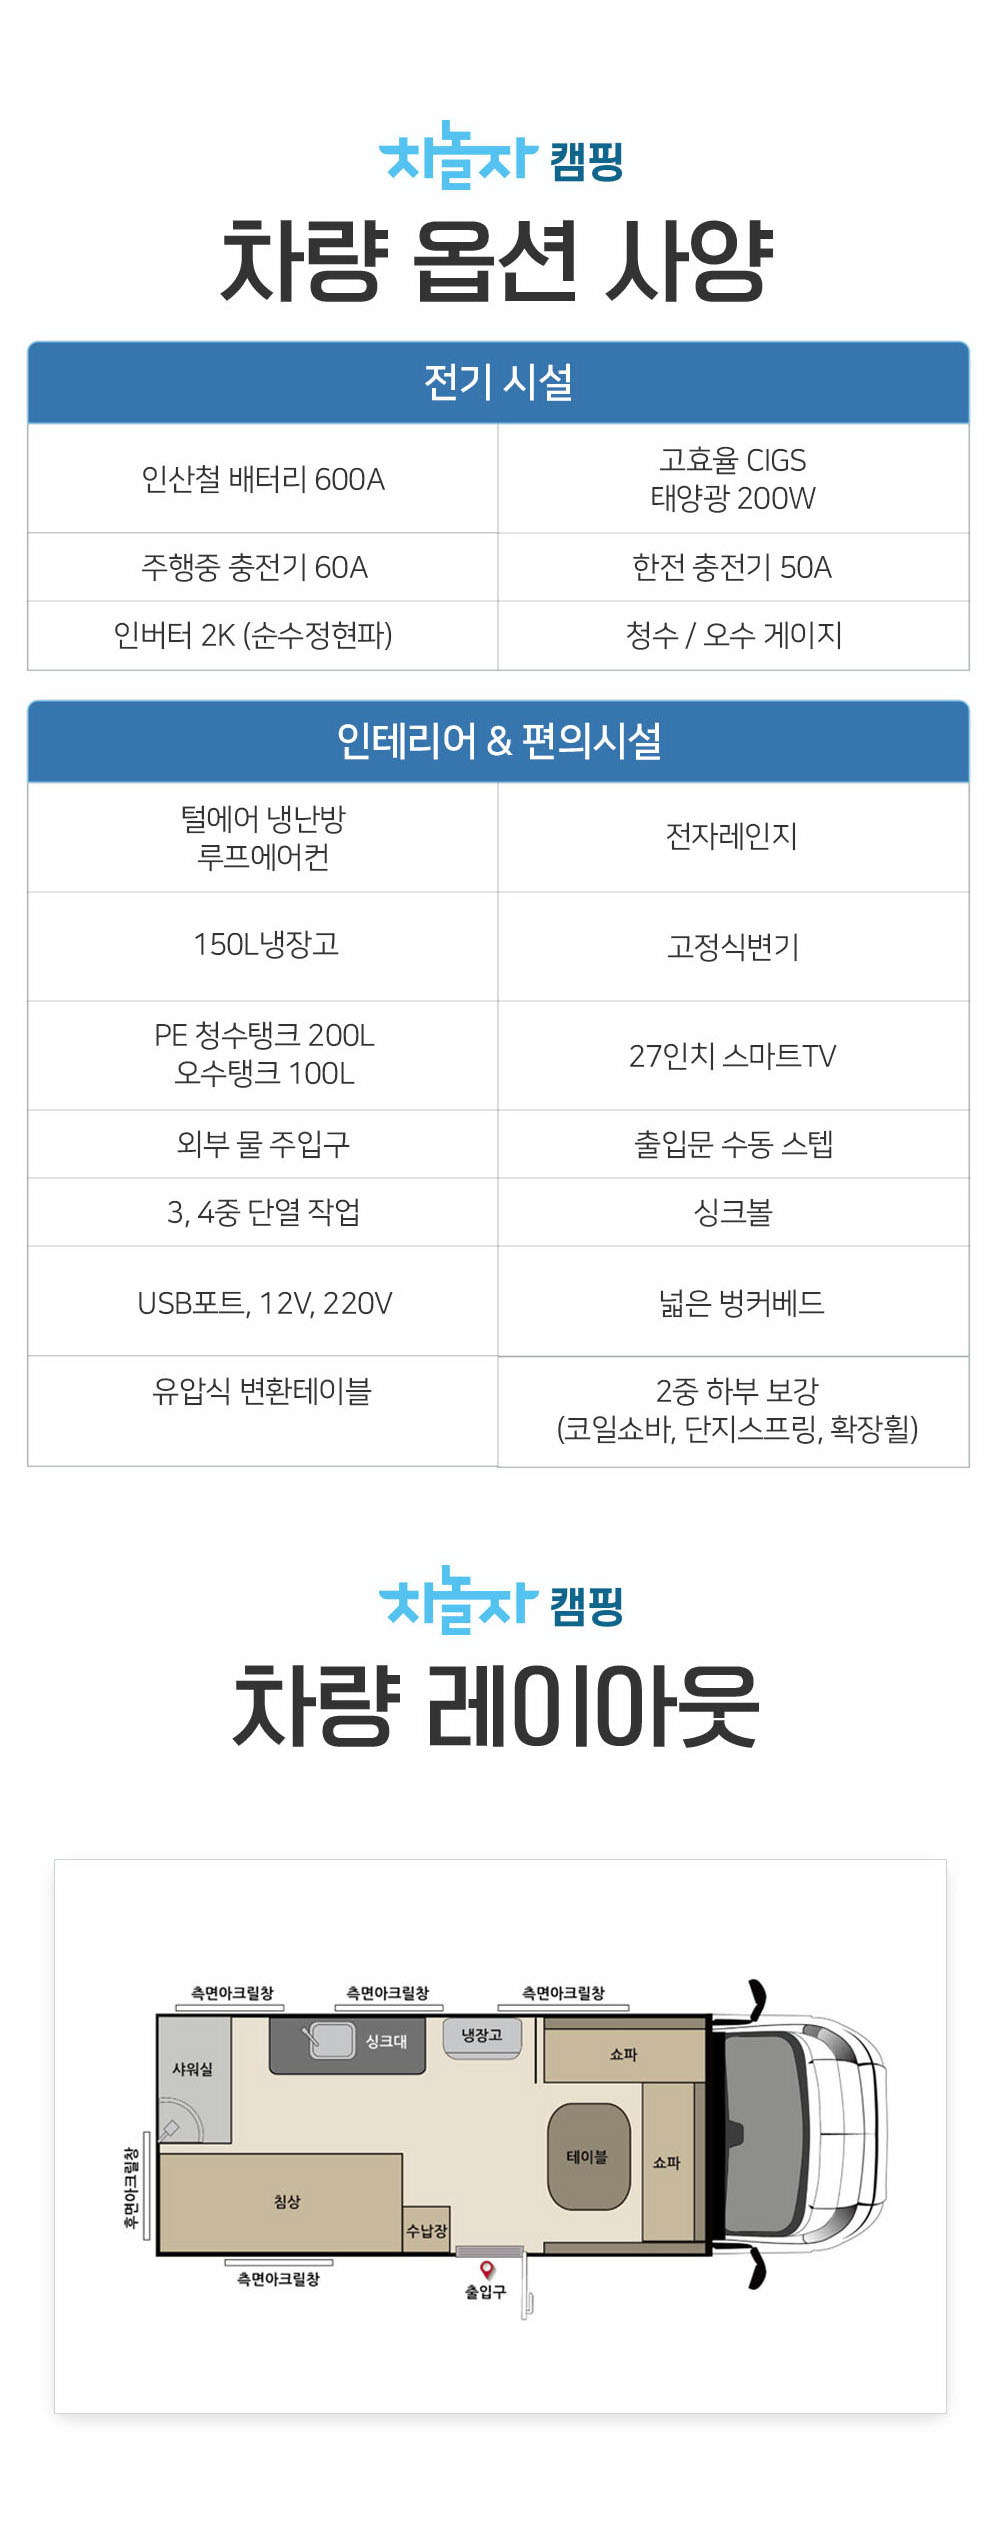 차놀자 캠핑
차량 옵션 사양
전기 시설
인산철 배터리 600A
고효율 CIGS
태양광 200W
주행중 충전기 60A
한전 충전기 50A
인버터 2K (순수정현파)
청수 / 오수 게이지
인테리어 & 편의시설
털에어 냉난방
루프에어컨
전자레인지
150L냉장고
고정식변기
PE 청수탱크 200L
오수탱크 100L
27인치 스마트TV
외부 물 주입구
출입문 수동 스텝
3, 4중 단열 작업
싱크볼
USB포트, 12V, 220V
넓은 벙커베드
유압식 변환테이블
2중 하부 보강
(코일쇼바, 단지스프링, 확장휠)
차놀자 캠핑
차량 레이아웃
측면아크릴창
측면아크릴창
측면아크릴창
샤워실
싱크대
냉장고
쇼파
테이블
쇼파
후면아크릴창
침상
수납장
측면아크릴창
출입구